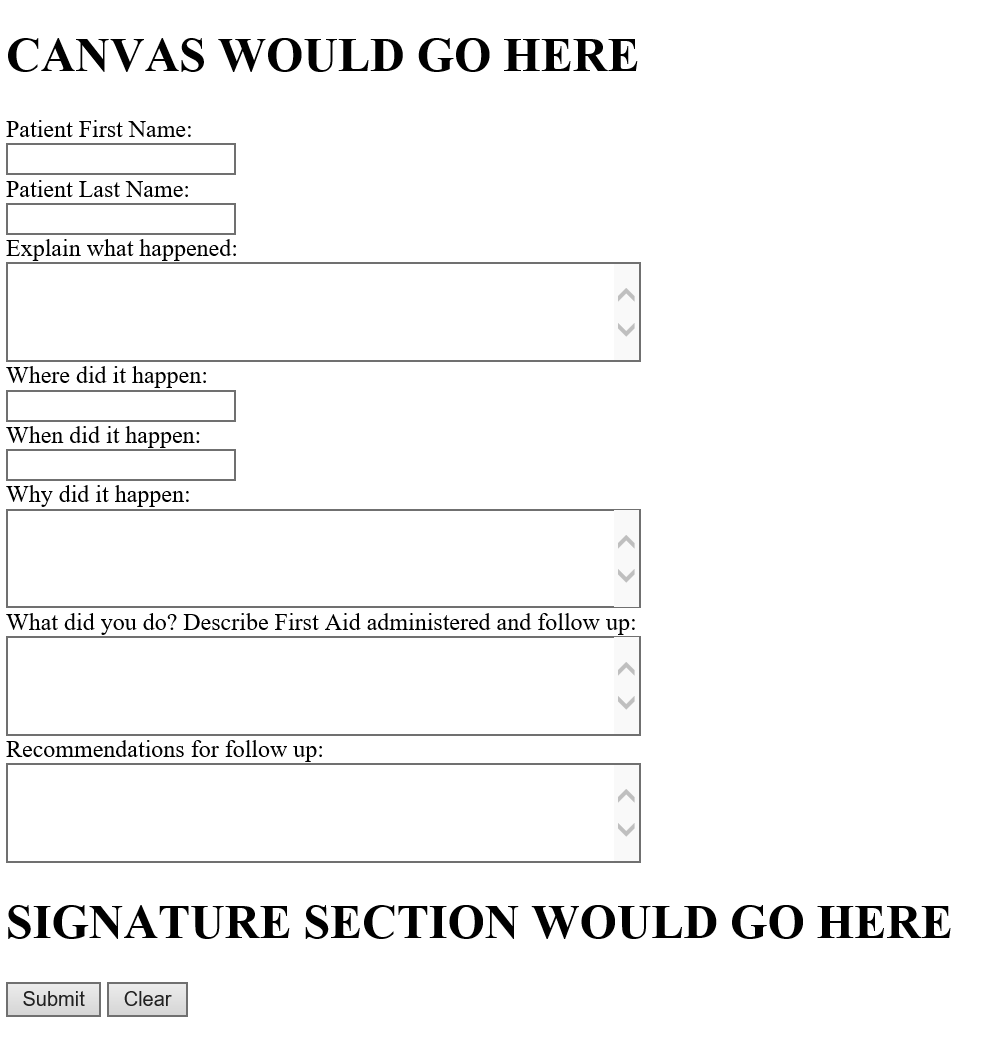 CANVAS WOULD GO HERE
Patient First Name:
Patient Last Name:
Explain what happened:
Where did it happen:
When did it happen:
Why did it happen:
What did you do? Describe First Aid administered and follow up:
Recommendations for follow up:
SIGNATURE SECTION WOULD GO HERE
Submit Clear